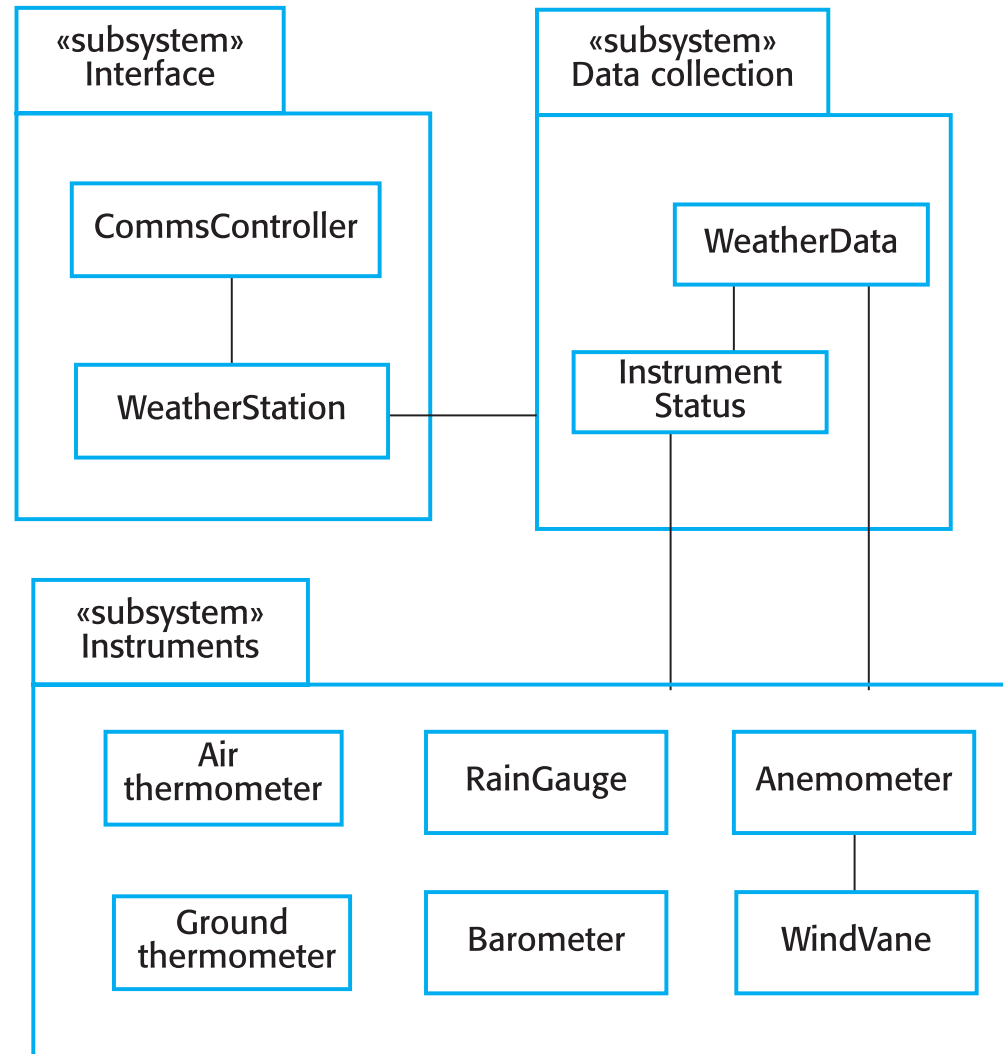 «subsystem»
Interface
CommsController
WeatherStation
«subsystem»
Data collection
WeatherData
Instrument
Status
«subsystem»
Instruments
Air
thermometer
RainGauge
Anemometer
Ground
thermometer
Barometer
WindVane